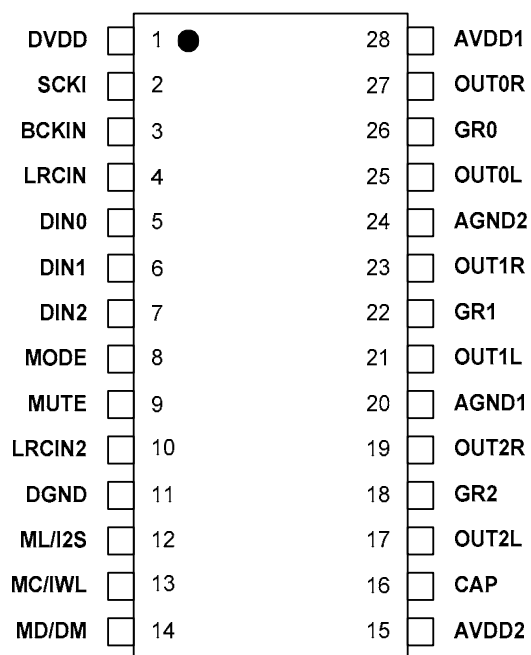 DVDD 1 28 AVDD1
SCKI 2 27 OUT0R
BCKIN 3 26 GR0
LRCIN 4 25 OUT0L
DIN0 5 24 AGND2
DIN1 6 23 OUT1R
DIN2 7 22 GR1
MODE 8 21 OUT1L
MUTE 9 20 AGND1
LRCIN2 10 19 OUT2R
DGND 11 18 GR2
ML/I2S 12 17 OUT2L
MC/IWL 13 16 CAP
MD/DM 14 15 AVDD2